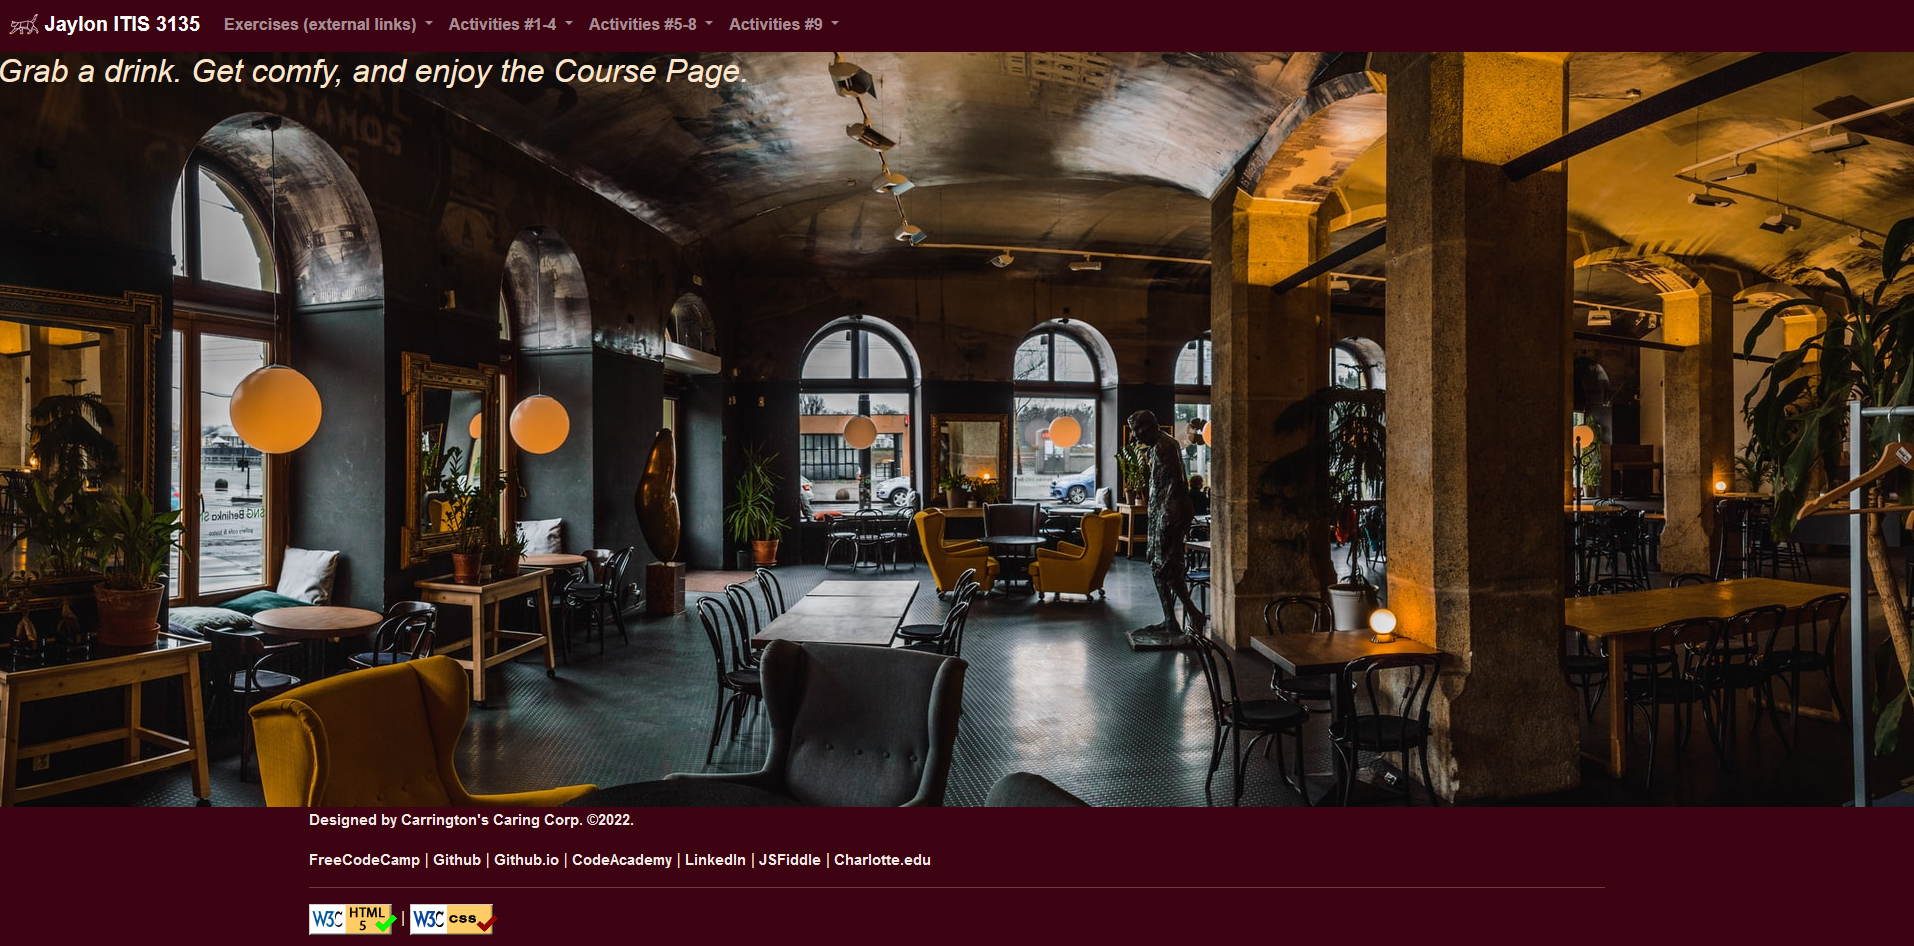 Jaylon ITIS 3135 Exercises (external links) Activities #1-4 Activities #5-8 Activities #9
Grab a drink. Get comfy, and enjoy the Course Page.
SNG Berlinka
Designed by Carrington's Caring Corp. ©2022.
FreeCodeCamp | Github | Github.io | CodeAcademy | LinkedIn | JSFiddle | Charlotte.edu
W3C HTML 5 | W3C css